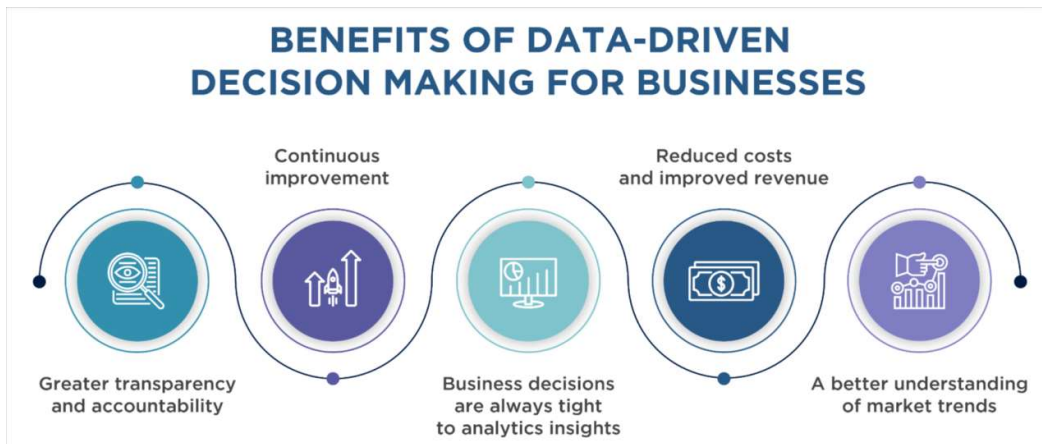 BENEFITS OF DATA-DRIVEN
DECISION MAKING FOR BUSINESSES
Greater transparency
and accountability
Continuous
improvement
Business decisions
are always tight
to analytics insights
Reduced costs
and improved revenue
A better understanding
of market trends
$